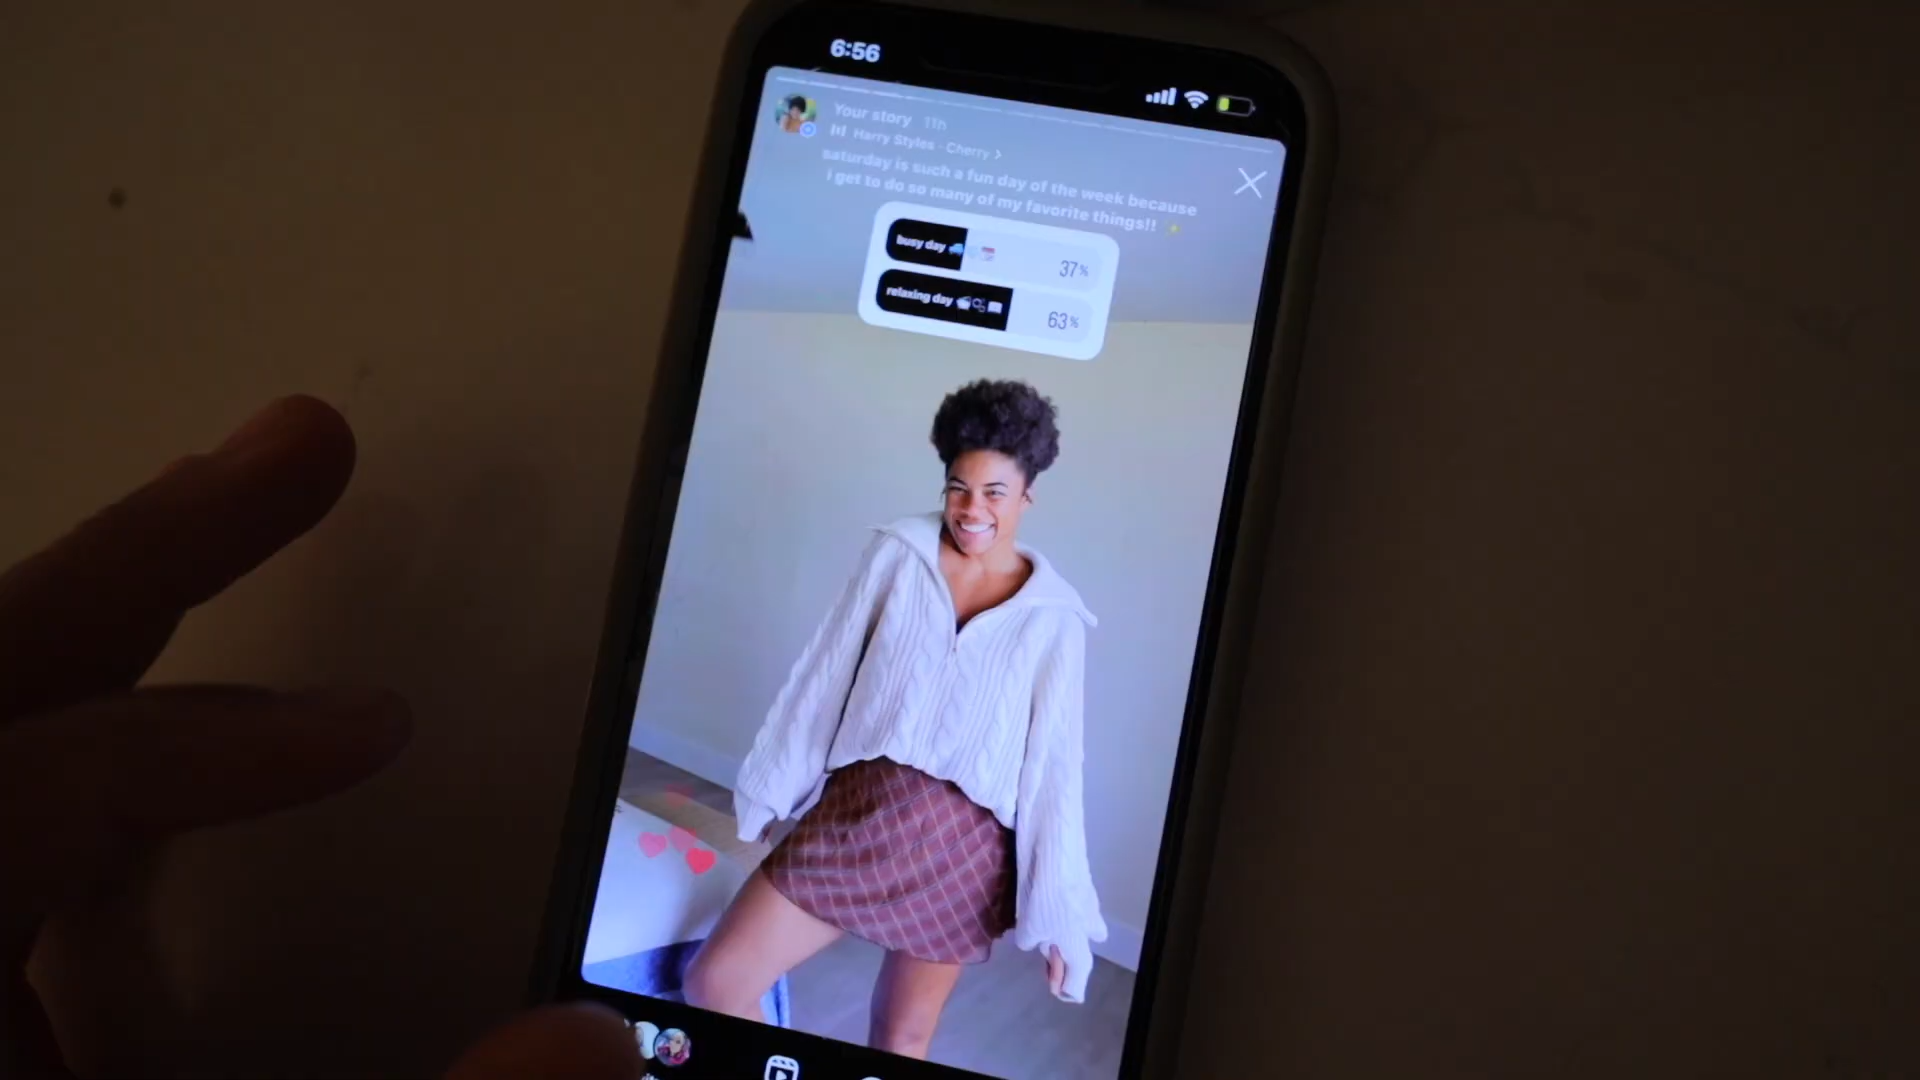 6:56
Your story 11h
Harry Styles · Cherry >
saturday is such a fun day of the week because
i get to do so many of my favorite things!!
busy day
37%
relaxing day
63%